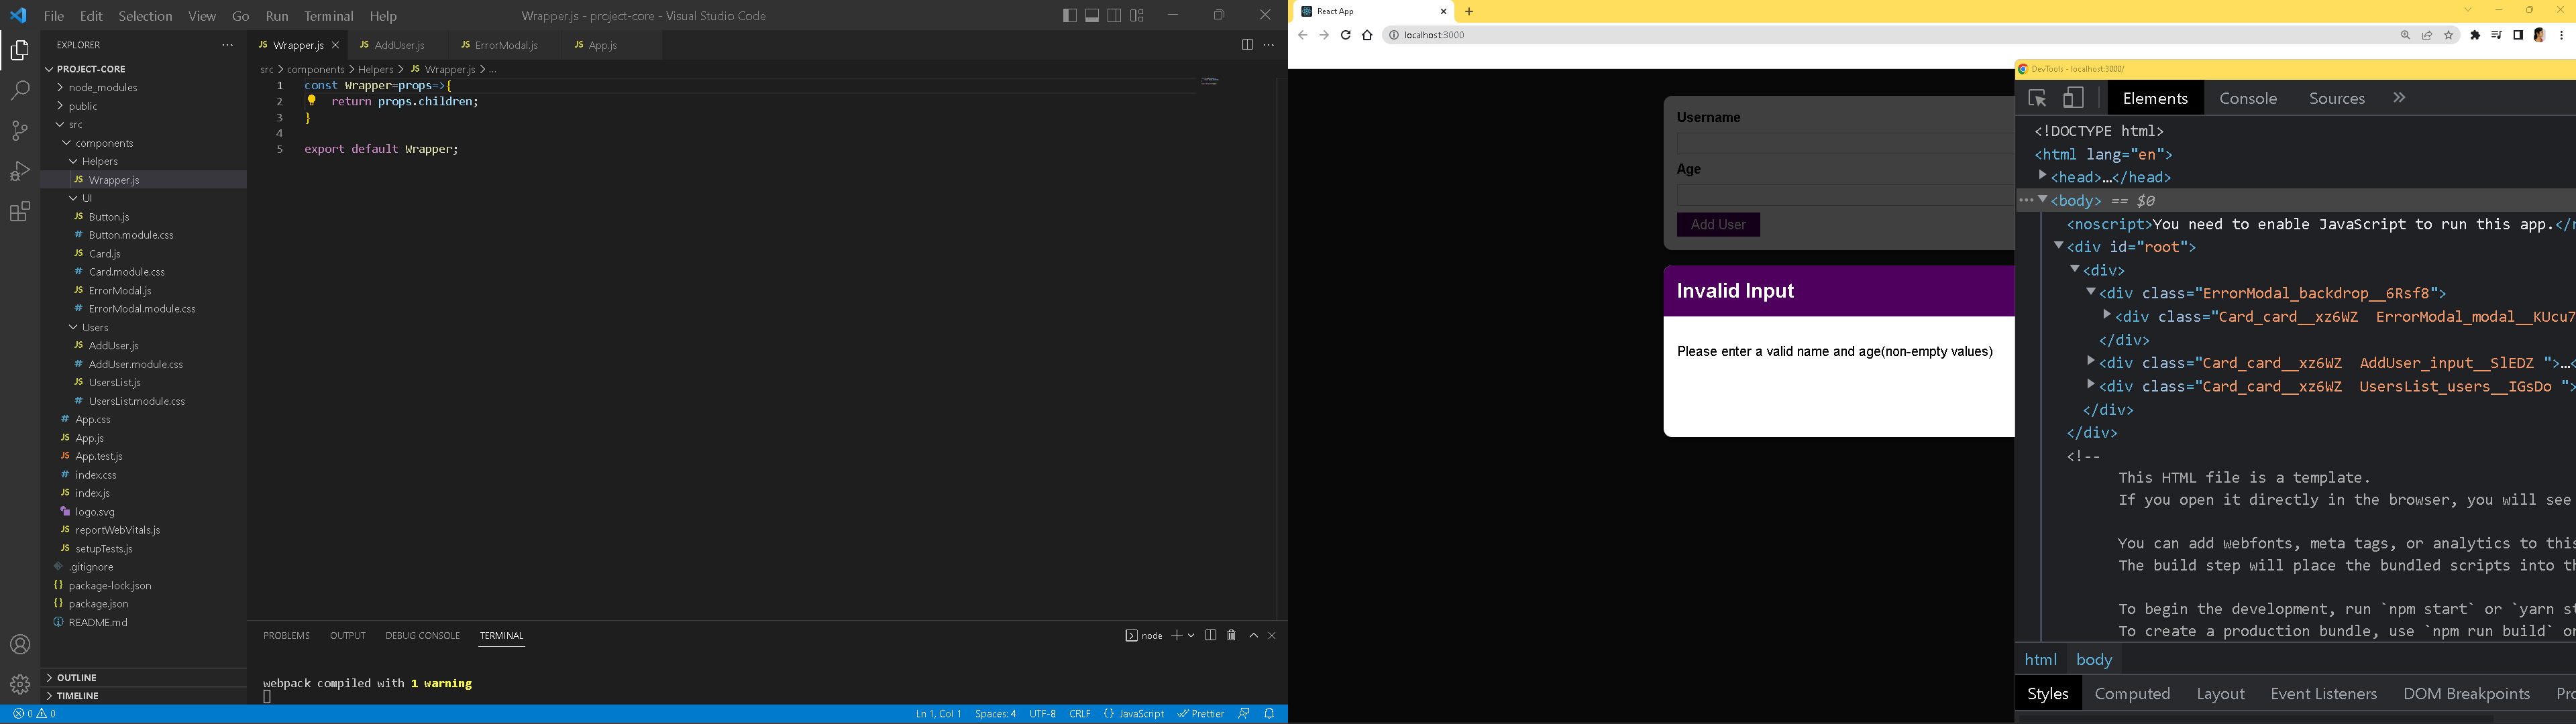 File Edit Selection View Go Run Terminal Help
Wrapper.js - project-core - Visual Studio Code
EXPLORER
PROJECT-CORE
node_modules
public
src
components
Helpers
JS Wrapper.js
UI
JS Button.js
# Button.module.css
JS Card.js
# Card.module.css
JS ErrorModal.js
# ErrorModal.module.css
Users
JS AddUser.js
# AddUser.module.css
JS UsersList.js
# UsersList.module.css
# App.css
JS App.js
JS App.test.js
# index.css
JS index.js
logo.svg
JS reportWebVitals.js
JS setupTests.js
.gitignore
{} package-lock.json
{} package.json
README.md
OUTLINE
TIMELINE
JS Wrapper.js JS AddUser.js JS ErrorModal.js JS App.js
src > components > Helpers > JS Wrapper.js > ...
1 const Wrapper=props=>{
2 return props.children;
3 }
4
5 export default Wrapper;
PROBLEMS OUTPUT DEBUG CONSOLE TERMINAL
node
webpack compiled with 1 warning
0 0
Ln 1, Col 1 Spaces: 4 UTF-8 CRLF {} JavaScript Prettier
React App
localhost:3000
Username
Age
Add User
Invalid Input
Please enter a valid name and age(non-empty values)
DevTools - localhost:3000/
Elements Console Sources
<!DOCTYPE html>
<html lang="en">
<head>…</head>
<body> == $0
<noscript>You need to enable JavaScript to run this app.</n
<div id="root">
<div>
<div class="ErrorModal_backdrop__6Rsf8">
<div class="Card_card__xz6WZ ErrorModal_modal__KUcu7
</div>
<div class="Card_card__xz6WZ AddUser_input__SlEDZ ">…<
<div class="Card_card__xz6WZ UsersList_users__IGsDo ">
</div>
</div>
<!--
This HTML file is a template.
If you open it directly in the browser, you will see
You can add webfonts, meta tags, or analytics to this
The build step will place the bundled scripts into th
To begin the development, run `npm start` or `yarn st
To create a production bundle, use `npm run build` or
html body
Styles Computed Layout Event Listeners DOM Breakpoints Pro